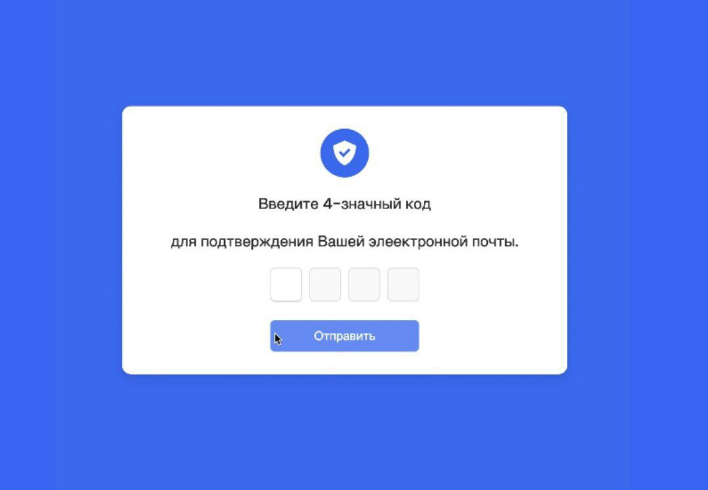 Введите 4-значный код
для подтверждения Вашей элеектронной почты.
Отправить